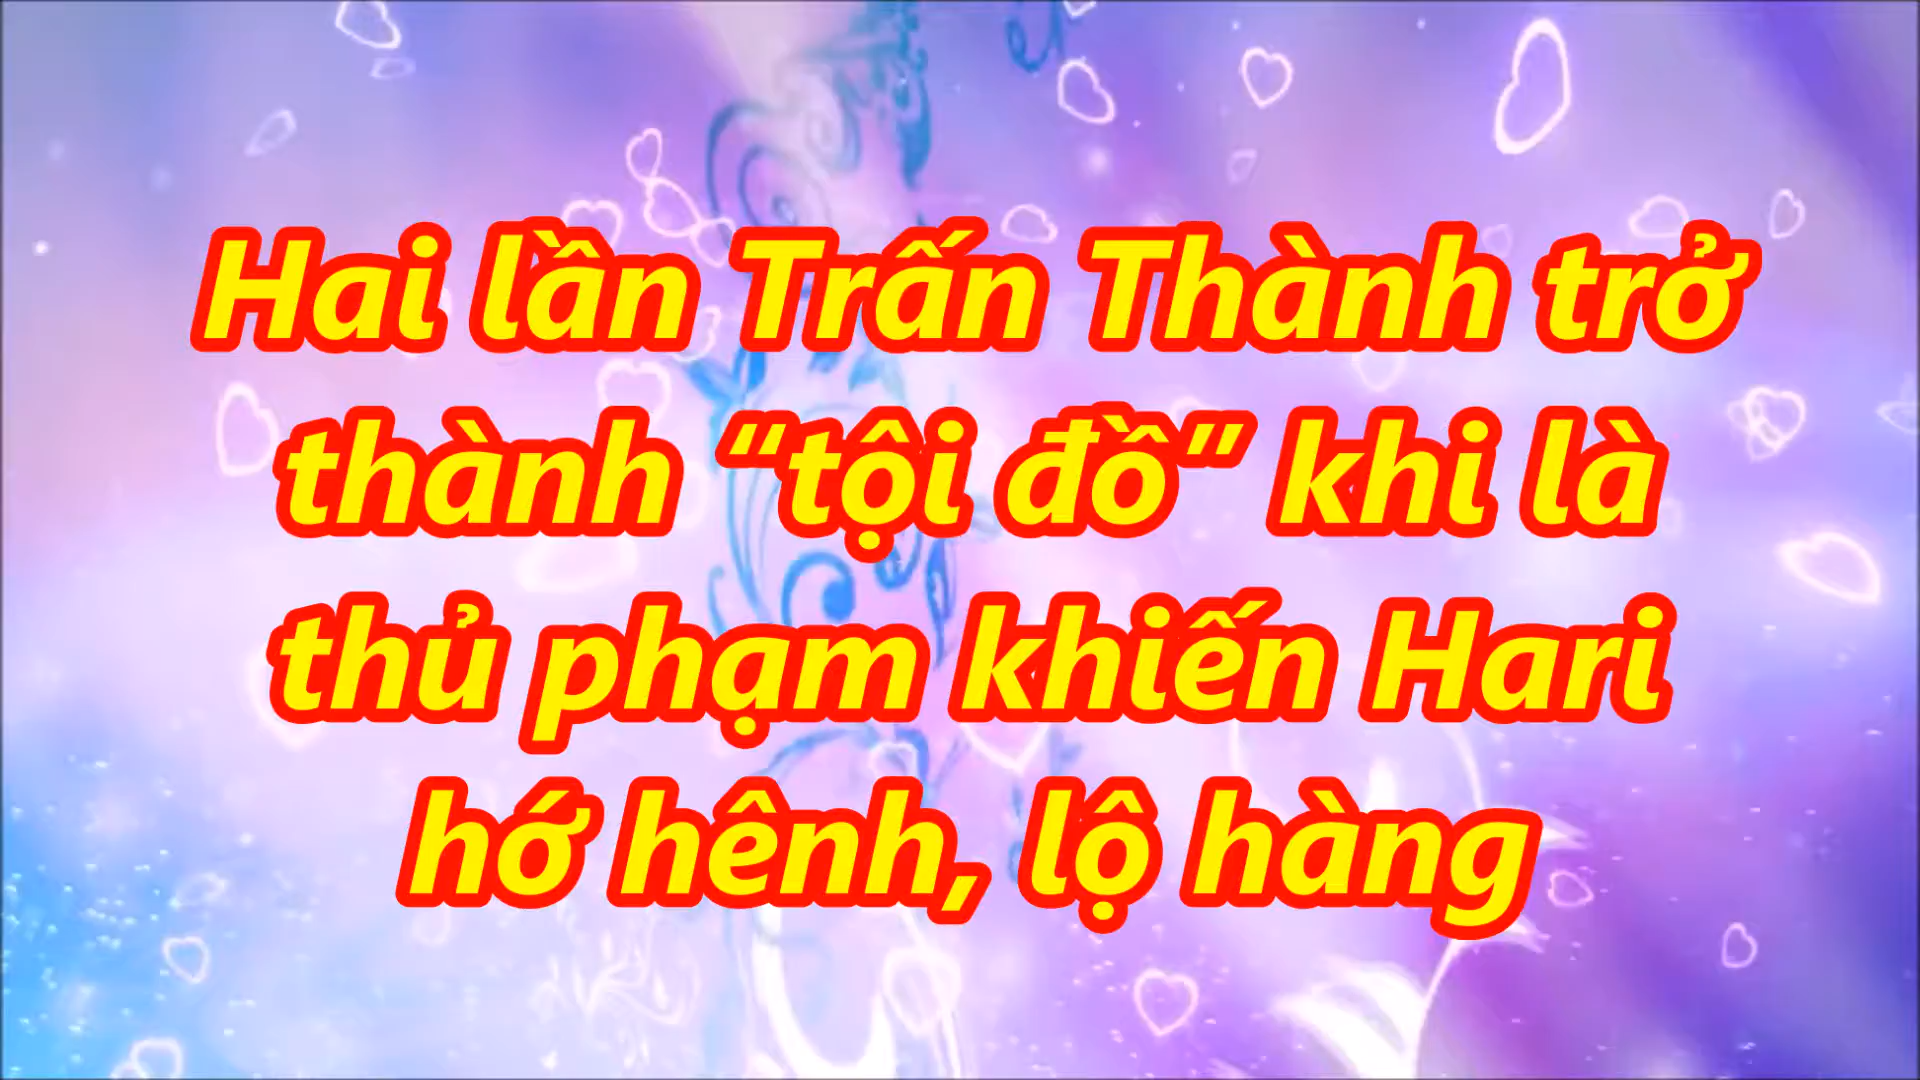 Hai lần Trấn Thành trở
thành "tội đồ" khi là
thủ phạm khiến Hari
hớ hênh, lộ hàng